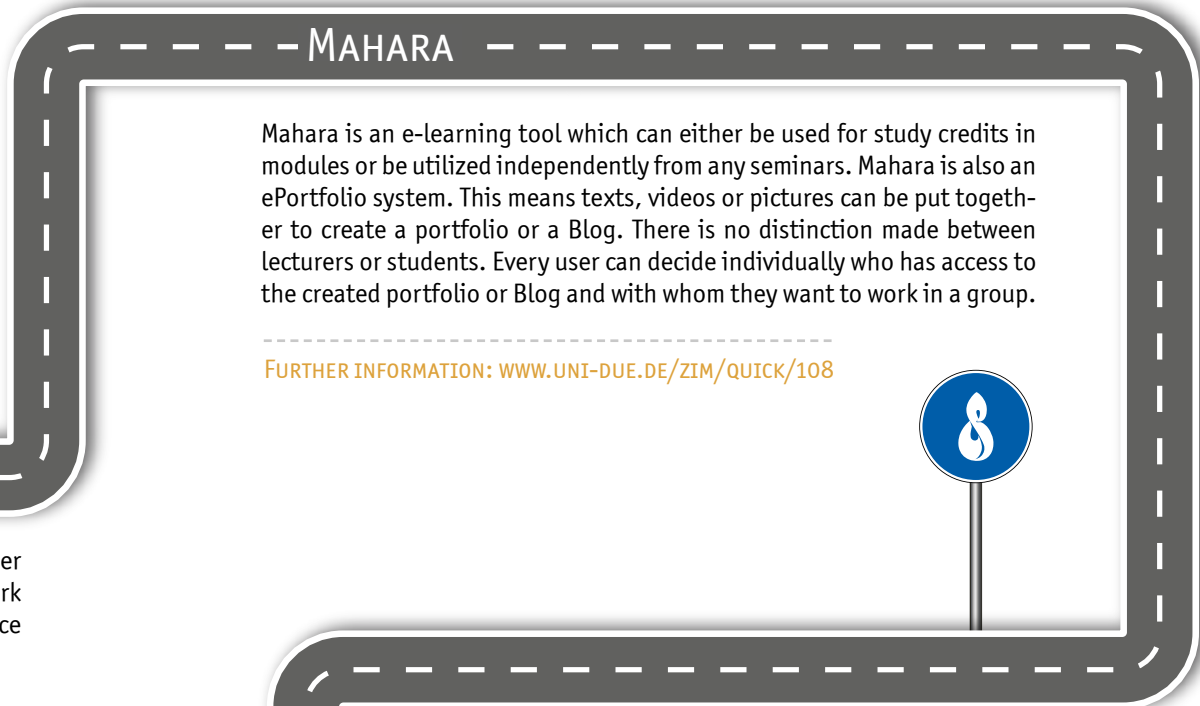 MAHARA
Mahara is an e-learning tool which can either be used for study credits in
modules or be utilized independently from any seminars. Mahara is also an
ePortfolio system. This means texts, videos or pictures can be put togeth-
er to create a portfolio or a Blog. There is no distinction made between
lecturers or students. Every user can decide individually who has access to
the created portfolio or Blog and with whom they want to work in a group.
FURTHER INFORMATION: WWW.UNI-DUE.DE/ZIM/QUICK/108
er
rk
ce